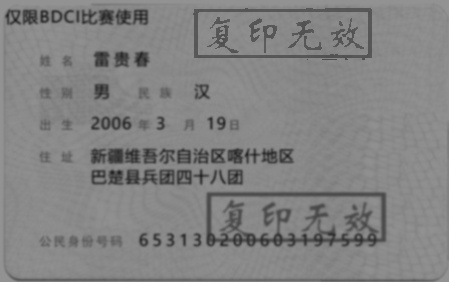 仅限BDCI比赛使用
复印无效
姓名 雷贵春
性别 男 民族 汉
出生 2006 年 3 月 19 日
住址 新疆维吾尔自治区喀什地区
巴楚县兵团四十八团
复印无效
公民身份号码 653130200603197599